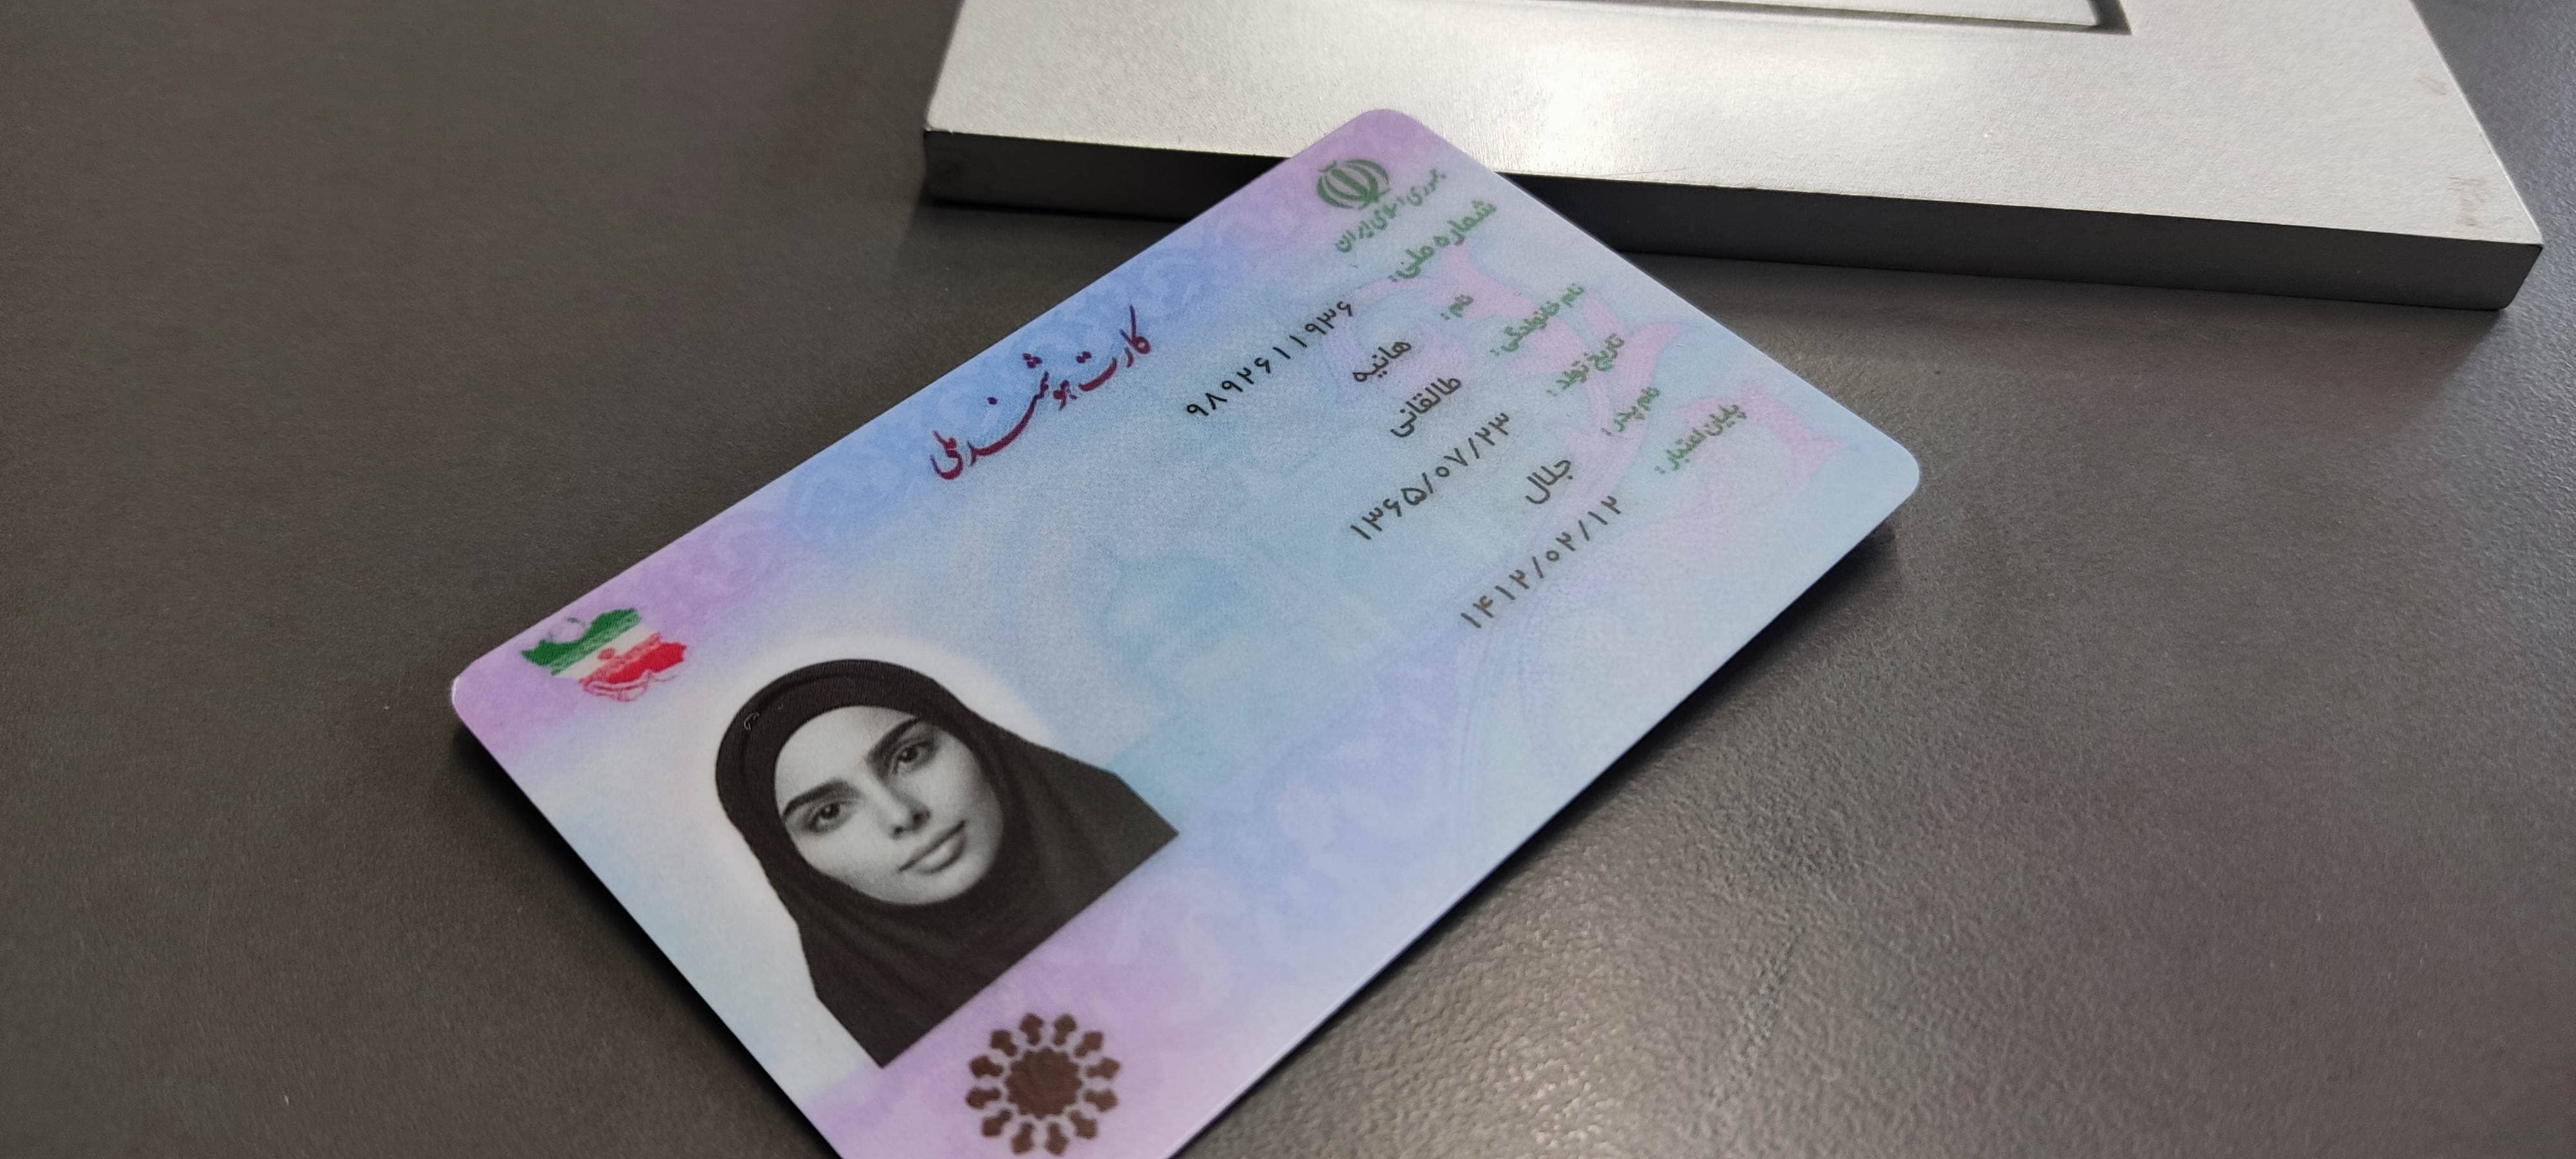 جمهوری اسلامی ایران
کارت هوشمند ملی
شماره ملی: ۹۸۹۲۶۱۱۹۳۶
نام: هانیه
نام خانوادگی: طالقانی
تاریخ تولد: ۱۳۶۵/۰۷/۲۳
نام پدر: جلال
پایان اعتبار: ۱۴۱۲/۰۲/۱۲